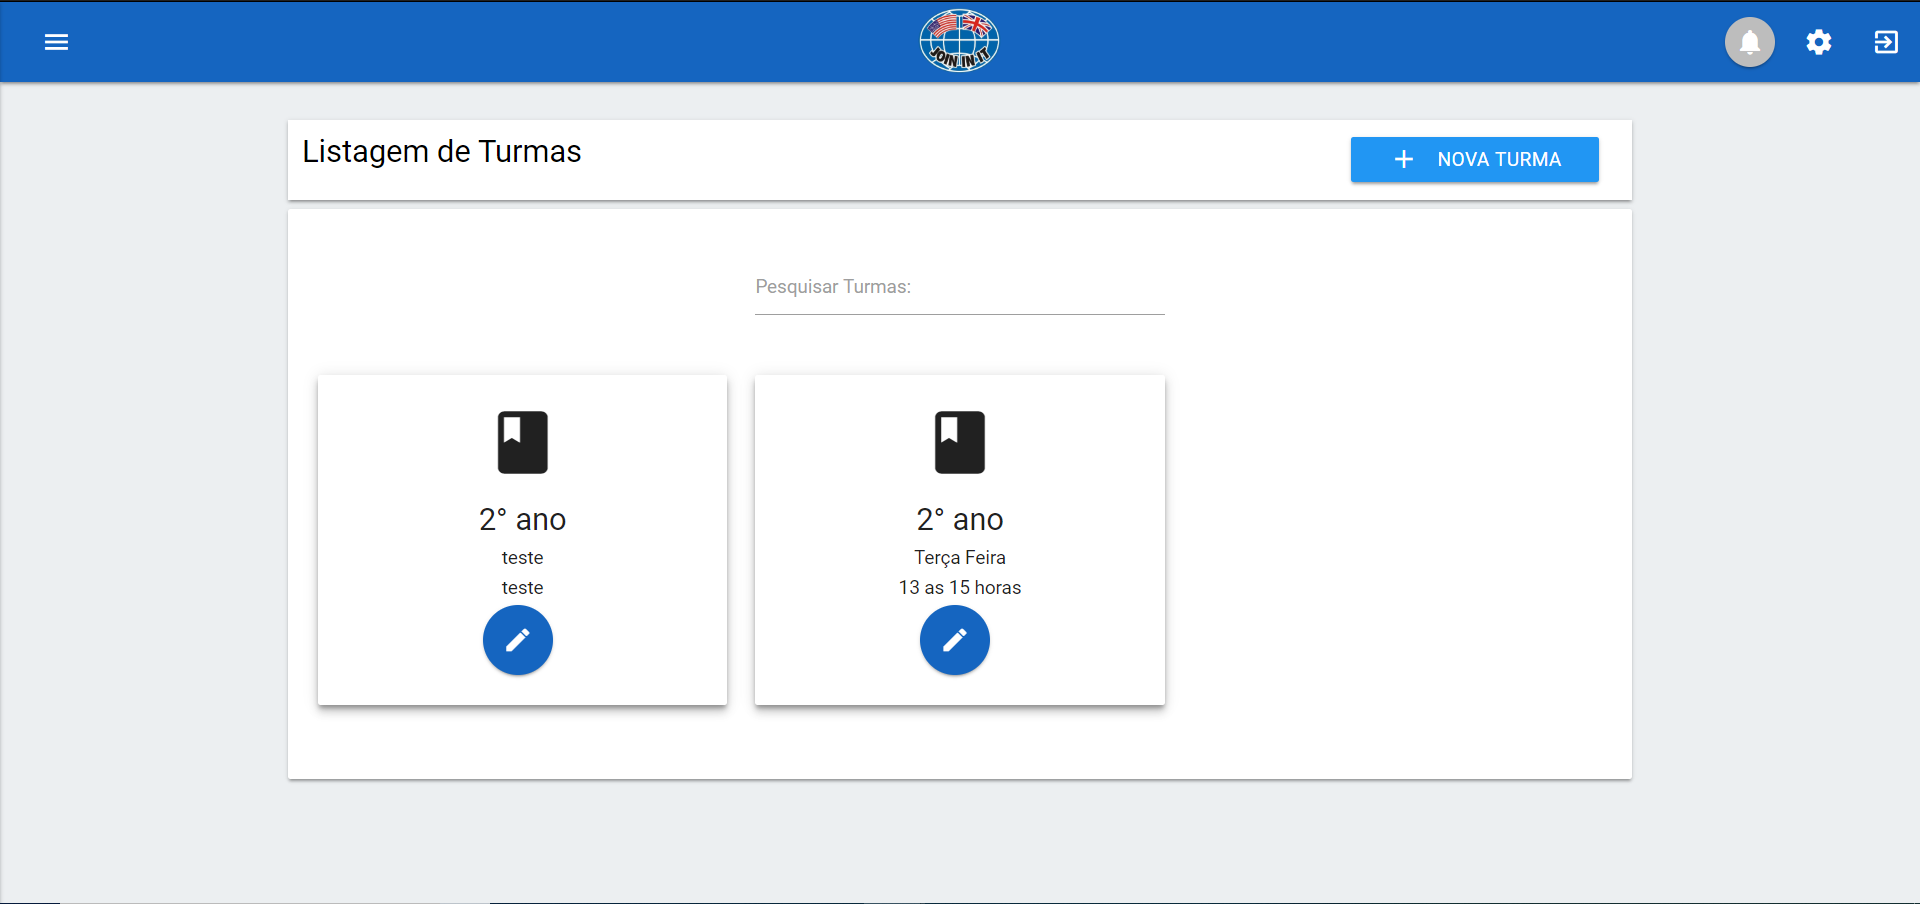 JOIN IN IT
Listagem de Turmas
NOVA TURMA
Pesquisar Turmas:
2° ano
teste
teste
2° ano
Terça Feira
13 as 15 horas